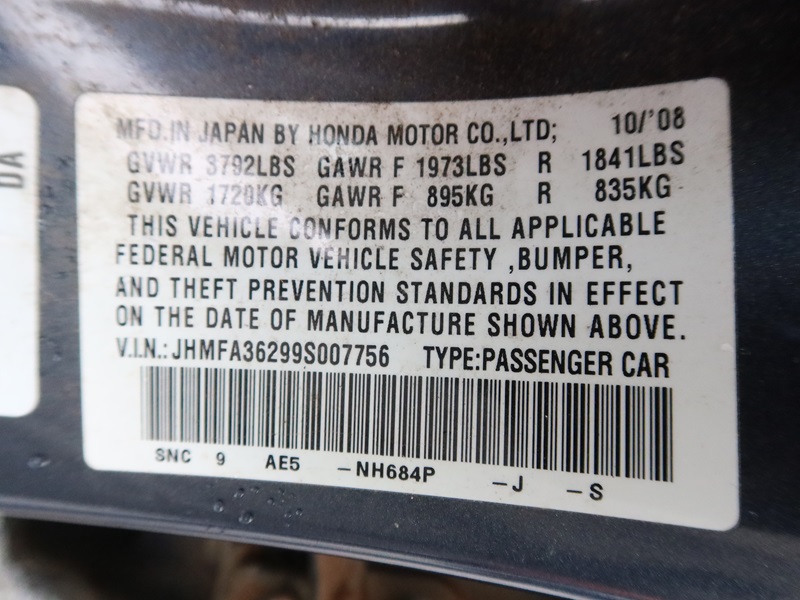 MFD.IN JAPAN BY HONDA MOTOR CO.,LTD; 10/'08
GVWR 3792LBS GAWR F 1973LBS R 1841LBS
GVWR 1720KG GAWR F 895KG R 835KG
THIS VEHICLE CONFORMS TO ALL APPLICABLE
FEDERAL MOTOR VEHICLE SAFETY ,BUMPER,
AND THEFT PREVENTION STANDARDS IN EFFECT
ON THE DATE OF MANUFACTURE SHOWN ABOVE.
V.I.N.:JHMFA36299S007756 TYPE:PASSENGER CAR
SNC 9 AE5 -NH684P -J -S
DA